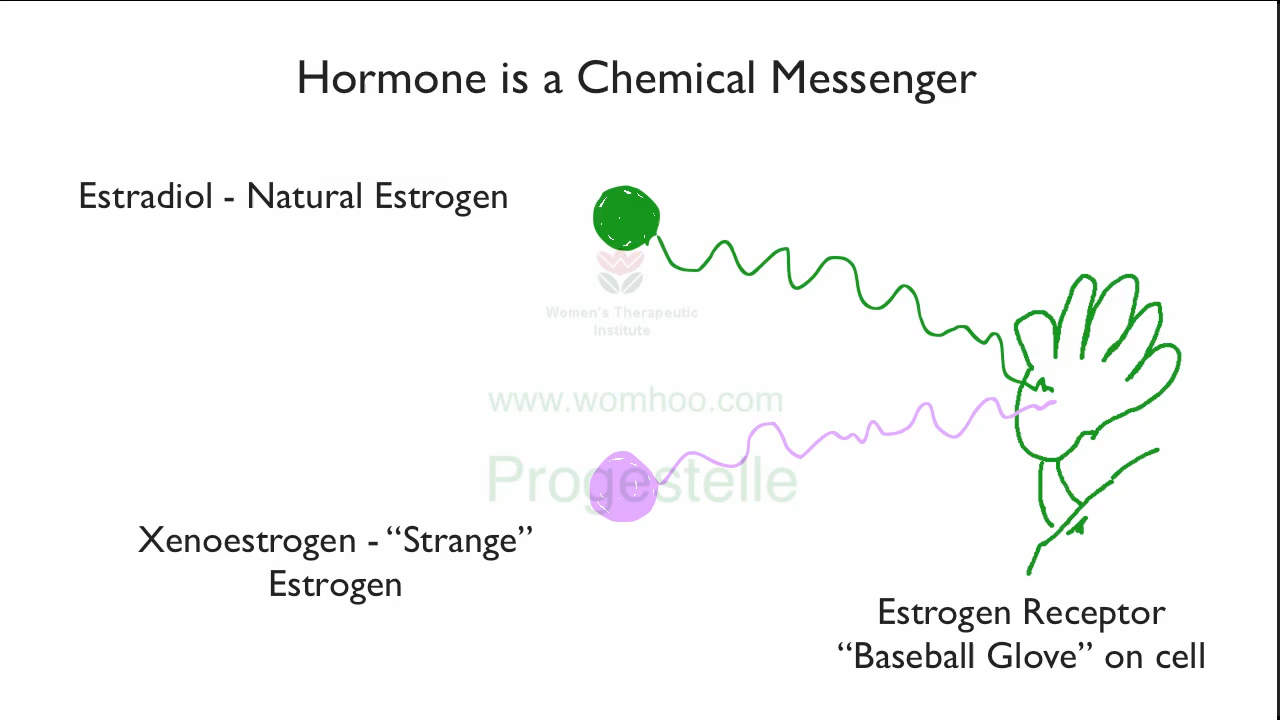 Hormone is a Chemical Messenger
Estradiol - Natural Estrogen
Women's Therapeutic
Institute
www.womhoo.com
Progestelle
Xenoestrogen - “Strange”
Estrogen
Estrogen Receptor
“Baseball Glove” on cell